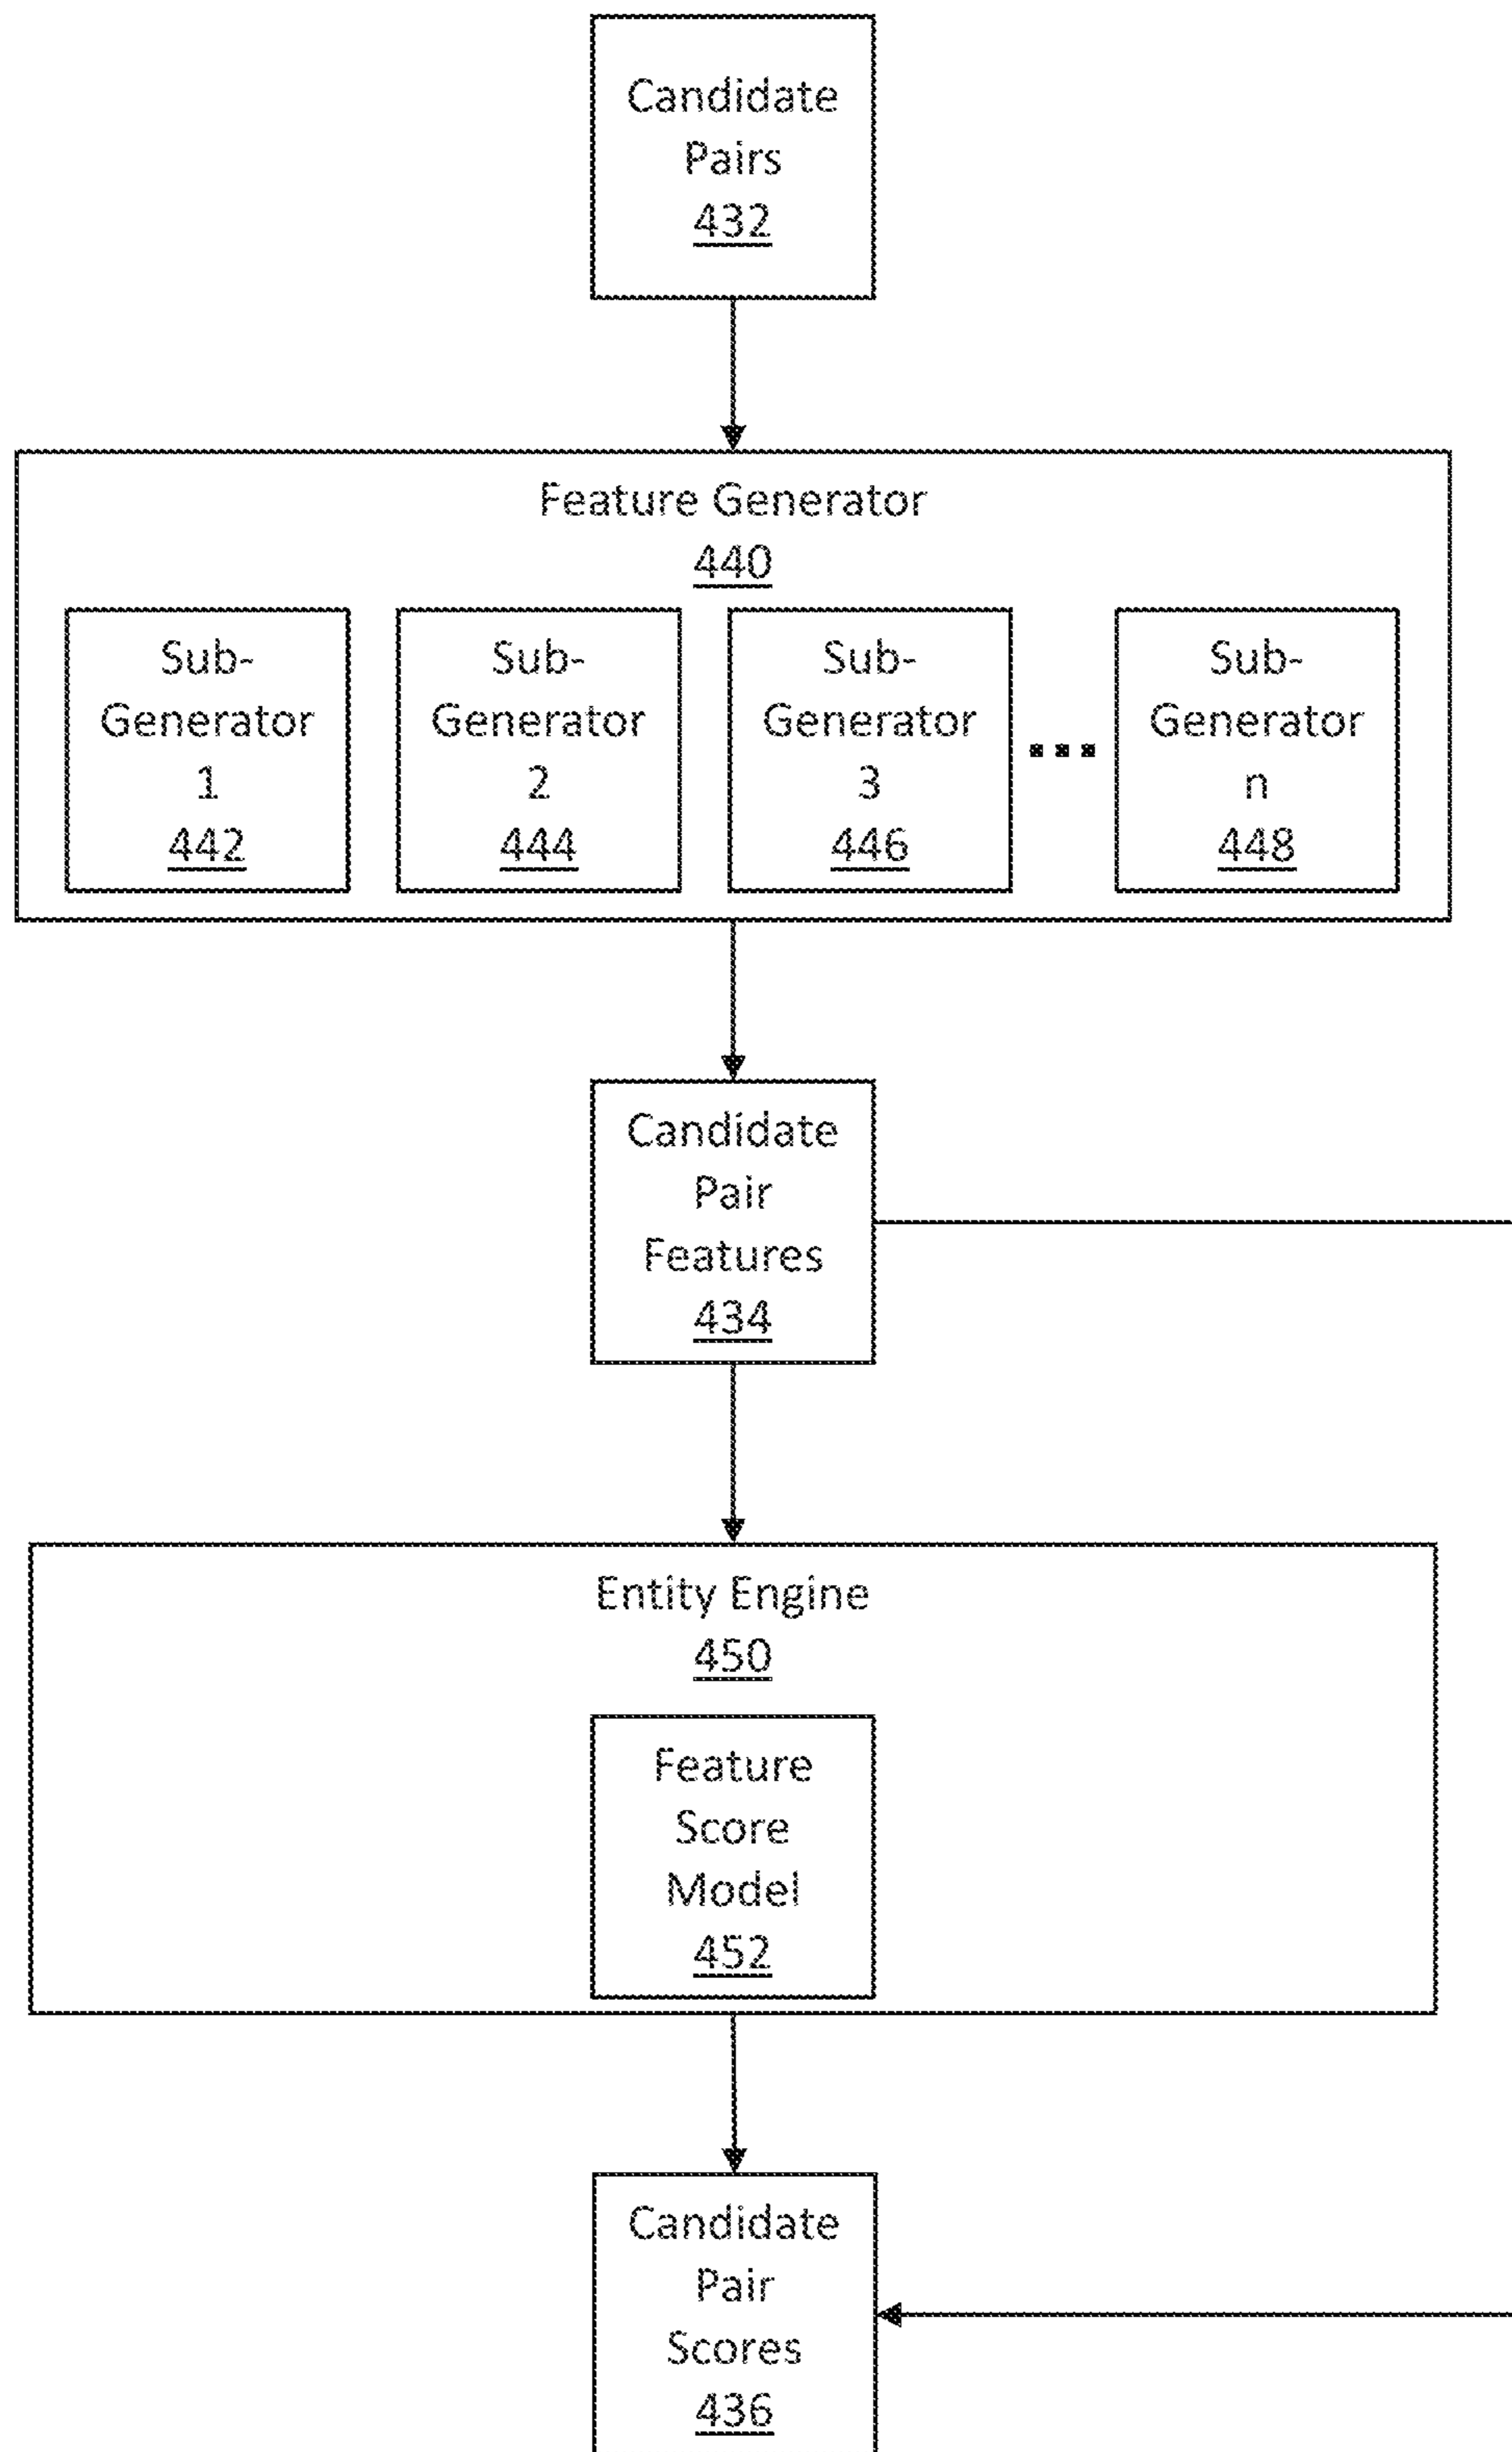 Candidate
Pairs
432
Feature Generator
440
Sub-
Generator
1
442
Sub-
Generator
2
444
Sub-
Generator
3
446
...
Sub-
Generator
n
448
Candidate
Pair
Features
434
Entity Engine
450
Feature
Score
Model
452
Candidate
Pair
Scores
436